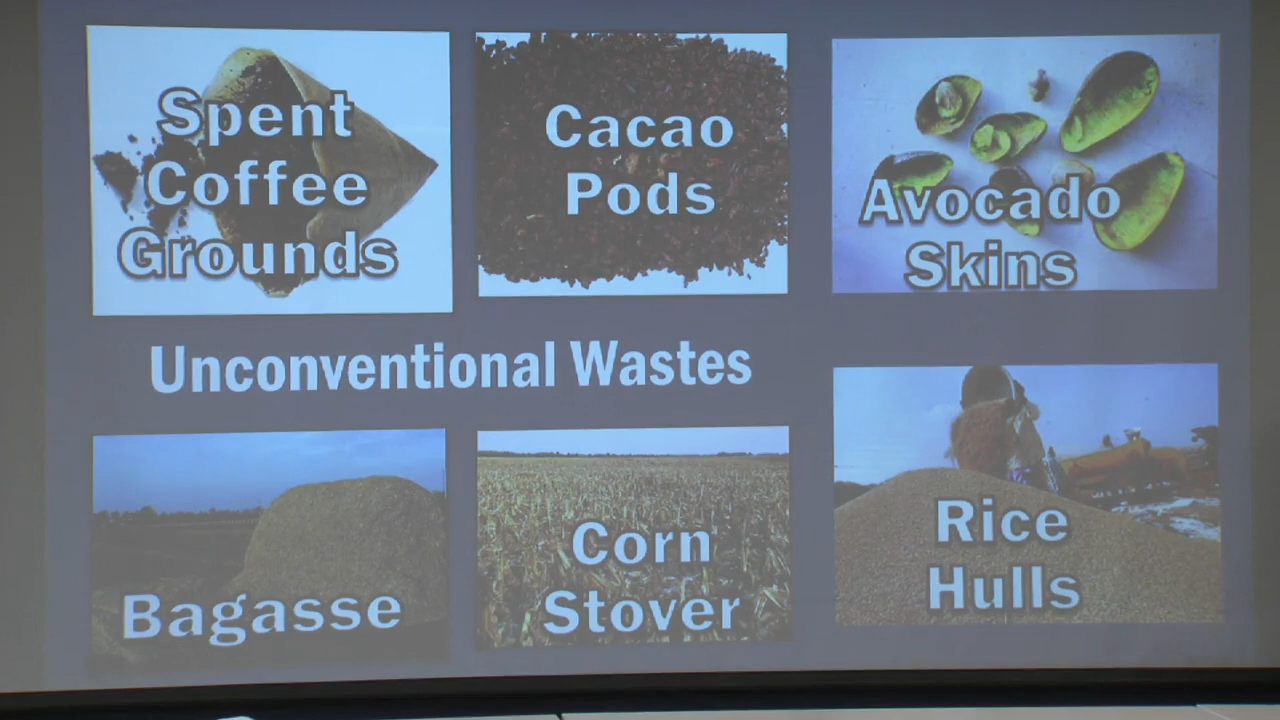 Spent
Coffee
Grounds
Cacao
Pods
Avocado
Skins
Unconventional Wastes
Bagasse
Corn
Stover
Rice
Hulls